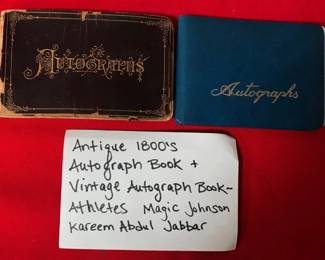 Autographs
Autographs
Antique 1800's
Autograph Book +
Vintage Autograph Book~
Athletes Magic Johnson
Kareem Abdul Jabbar